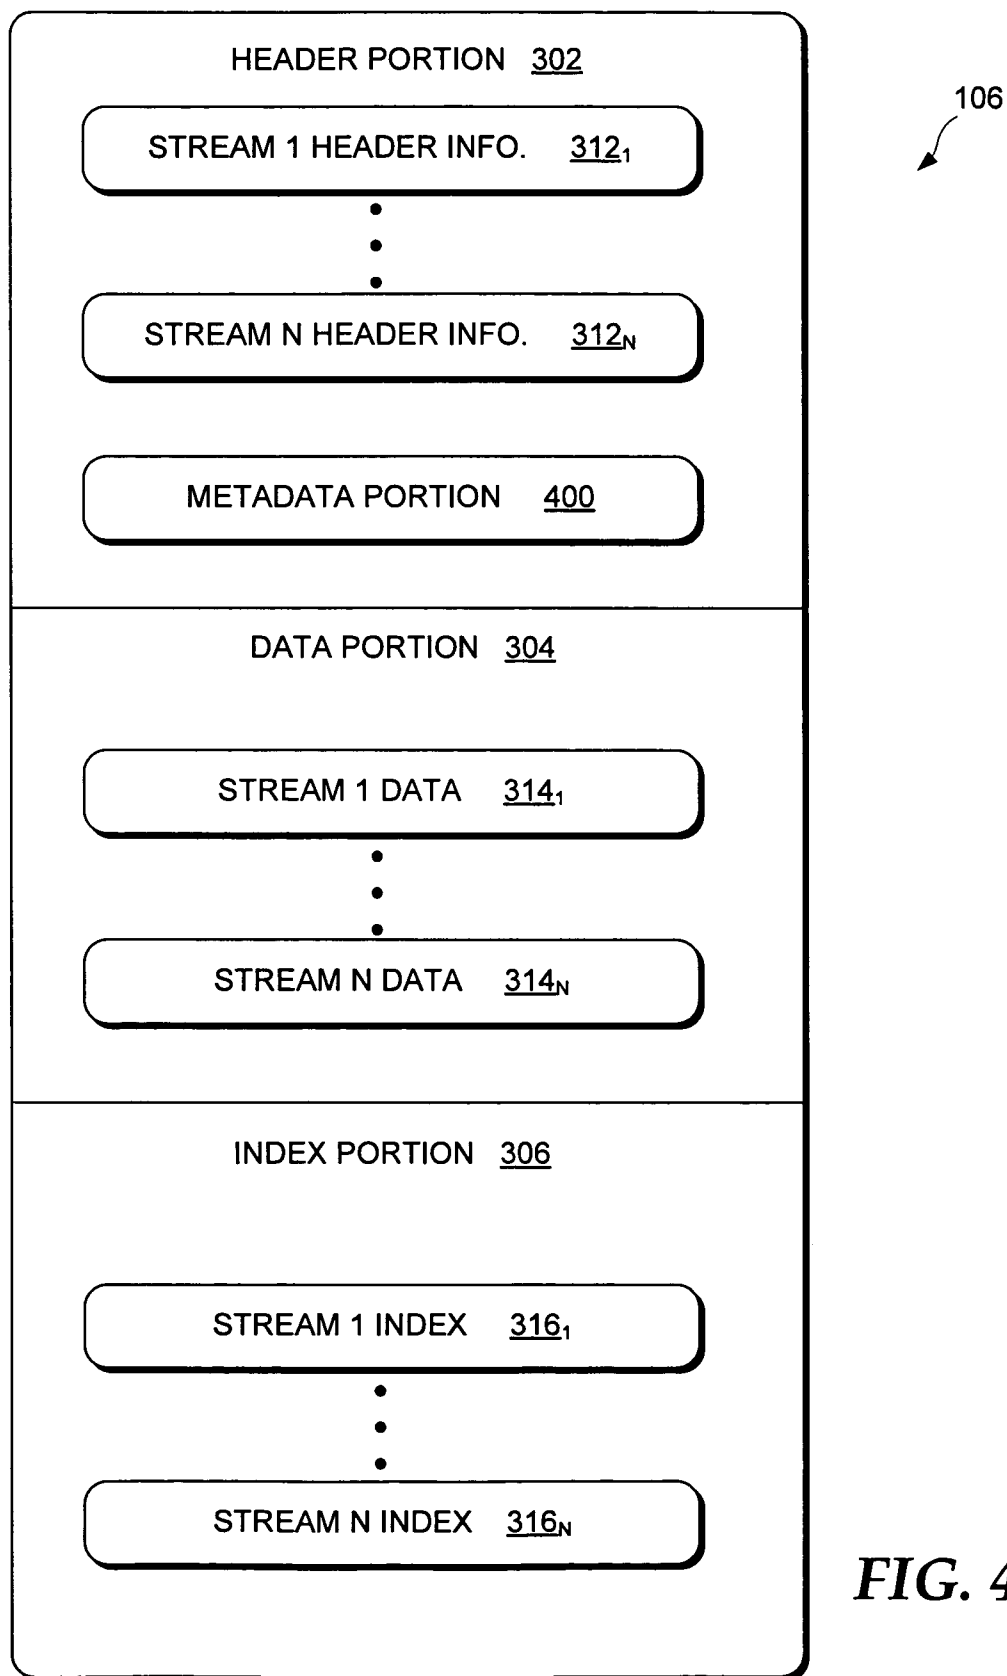 HEADER PORTION 302
106
STREAM 1 HEADER INFO. 312₁
STREAM N HEADER INFO. 312ₙ
METADATA PORTION 400
DATA PORTION 304
STREAM 1 DATA 314₁
STREAM N DATA 314ₙ
INDEX PORTION 306
STREAM 1 INDEX 316₁
STREAM N INDEX 316ₙ
FIG. 4